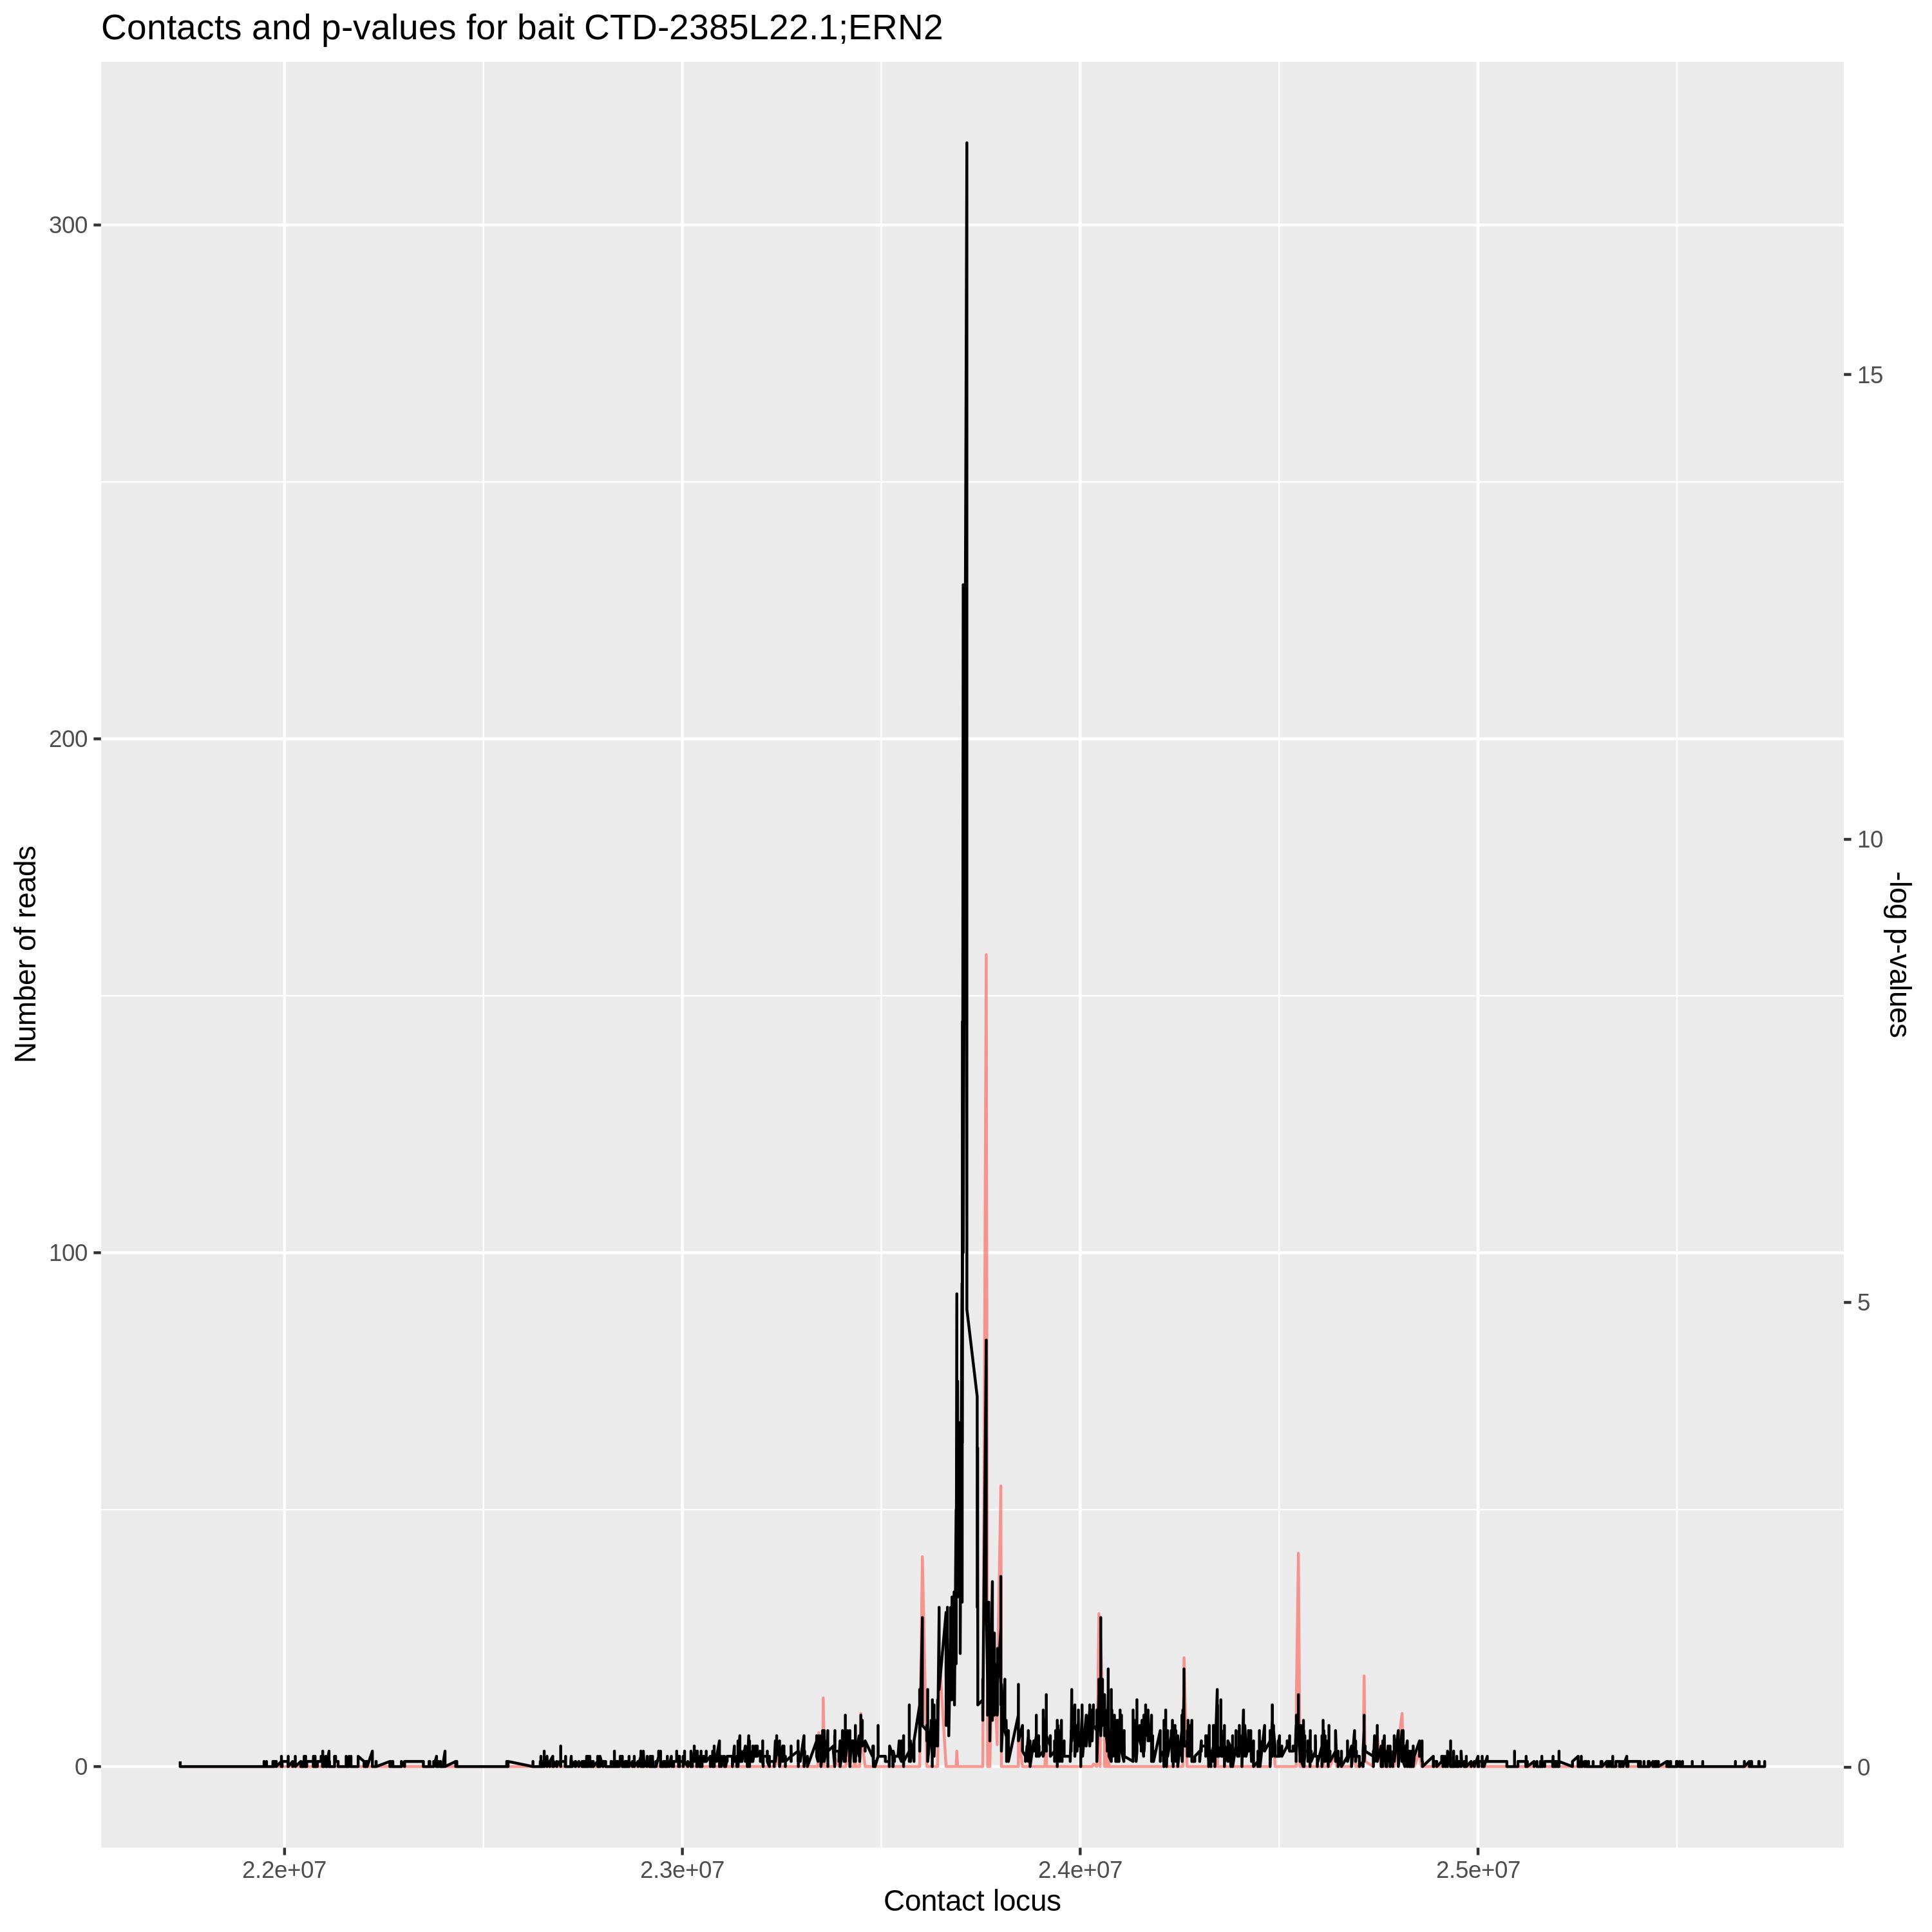 Contacts and p-values for bait CTD-2385L22.1;ERN2
300
200
100
0
Number of reads
15
10
5
0
-log p-values
2.2e+07
2.3e+07
2.4e+07
2.5e+07
Contact locus